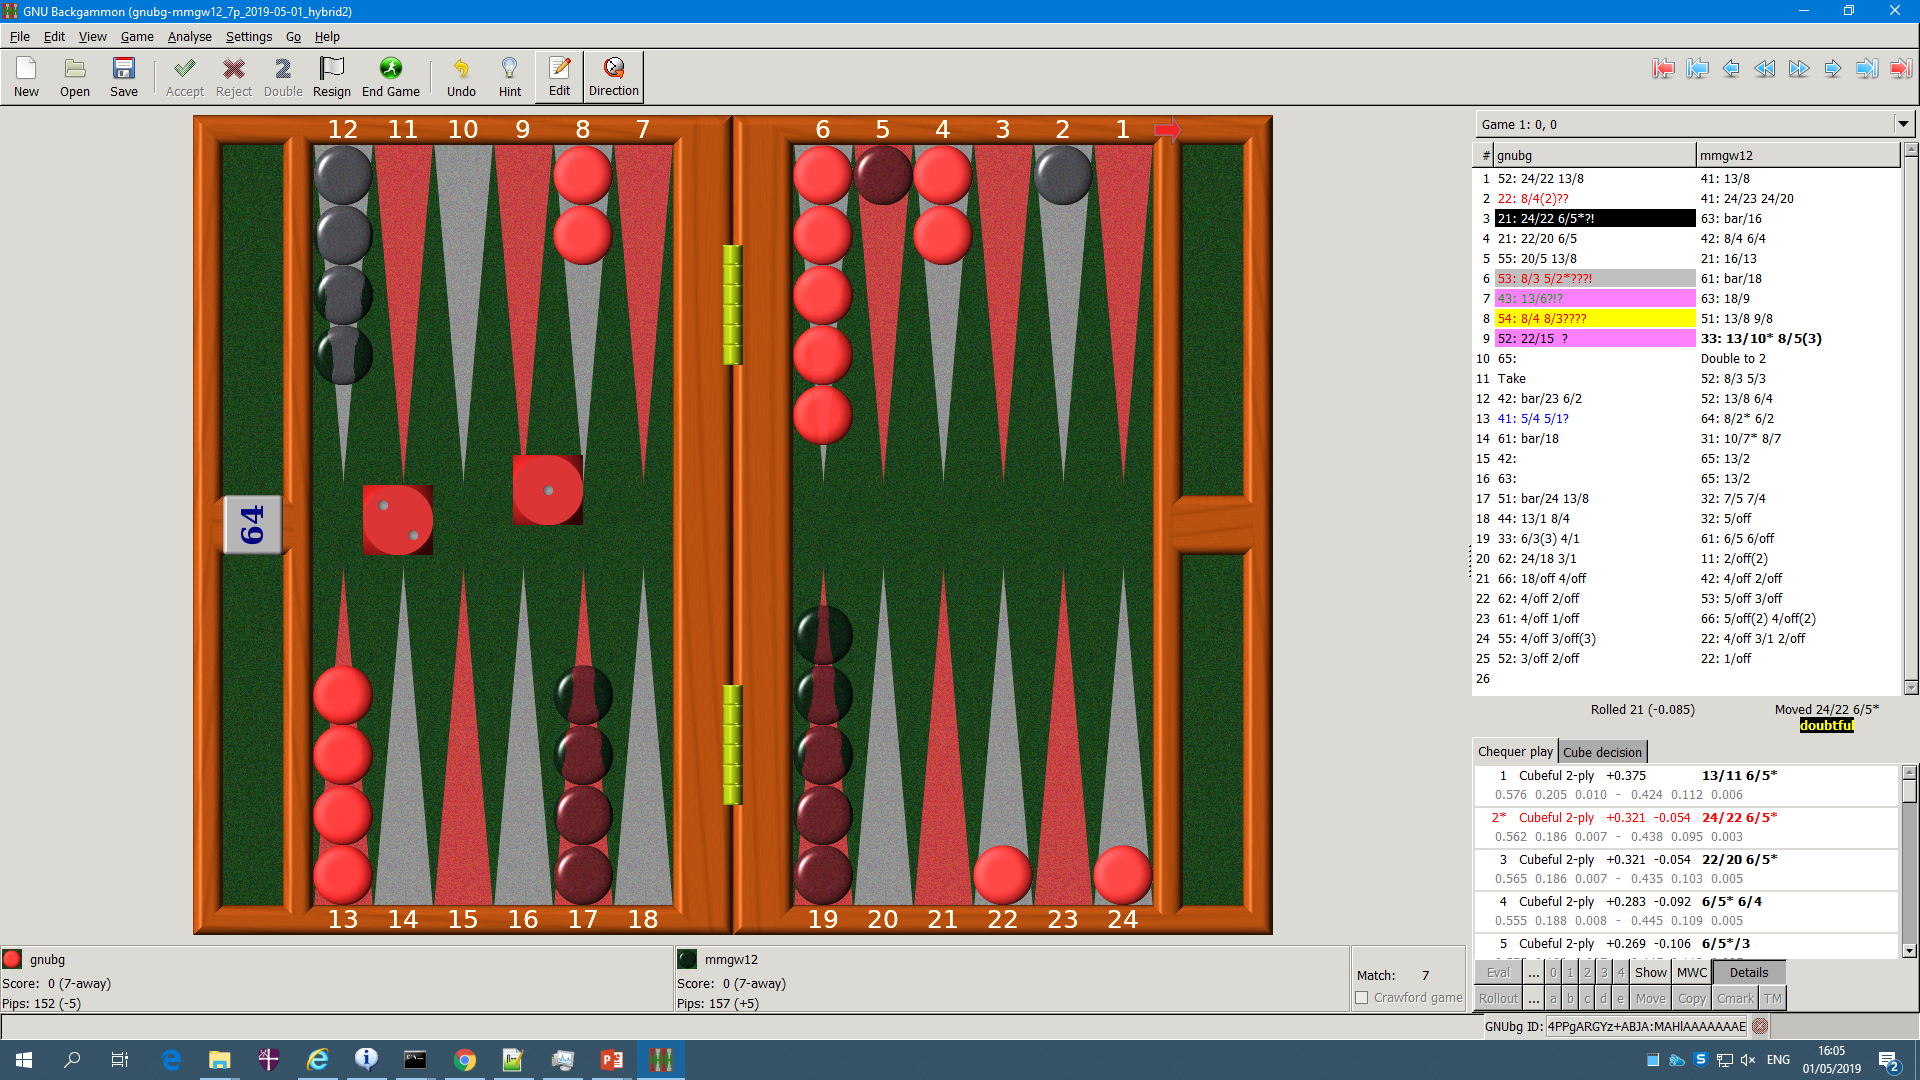 GNU Backgammon (gnubg-mmgw12_7p_2019-05-01_hybrid2)
File Edit View Game Analyse Settings Go Help
New Open Save Accept Reject Double Resign End Game Undo Hint Edit Direction
12 11 10 9 8 7 6 5 4 3 2 1
64
13 14 15 16 17 18 19 20 21 22 23 24
Game 1: 0, 0
# gnubg mmgw12
1 52: 24/22 13/8 41: 13/8
2 22: 8/4(2)?? 41: 24/23 24/20
3 21: 24/22 6/5*?! 63: bar/16
4 21: 22/20 6/5 42: 8/4 6/4
5 55: 20/5 13/8 21: 16/13
6 53: 8/3 5/2*???! 61: bar/18
7 43: 13/6?!? 63: 18/9
8 54: 8/4 8/3???? 51: 13/8 9/8
9 52: 22/15 ? 33: 13/10* 8/5(3)
10 65: Double to 2
11 Take 52: 8/3 5/3
12 42: bar/23 6/2 52: 13/8 6/4
13 41: 5/4 5/1? 64: 8/2* 6/2
14 61: bar/18 31: 10/7* 8/7
15 42: 65: 13/2
16 63: 65: 13/2
17 51: bar/24 13/8 32: 7/5 7/4
18 44: 13/1 8/4 32: 5/off
19 33: 6/3(3) 4/1 61: 6/5 6/off
20 62: 24/18 3/1 11: 2/off(2)
21 66: 18/off 4/off 42: 4/off 2/off
22 62: 4/off 2/off 53: 5/off 3/off
23 61: 4/off 1/off 66: 5/off(2) 4/off(2)
24 55: 4/off 3/off(3) 22: 4/off 3/1 2/off
25 52: 3/off 2/off 22: 1/off
26
Rolled 21 (-0.085) Moved 24/22 6/5*
doubtful
Chequer play Cube decision
1 Cubeful 2-ply +0.375 13/11 6/5*
0.576 0.205 0.010 - 0.424 0.112 0.006
2* Cubeful 2-ply +0.321 -0.054 24/22 6/5*
0.562 0.186 0.007 - 0.438 0.095 0.003
3 Cubeful 2-ply +0.321 -0.054 22/20 6/5*
0.565 0.186 0.007 - 0.435 0.103 0.005
4 Cubeful 2-ply +0.283 -0.092 6/5* 6/4
0.555 0.188 0.008 - 0.445 0.109 0.005
5 Cubeful 2-ply +0.269 -0.106 6/5*/3
Eval ... 0 1 2 3 4 Show MWC Details
Rollout ... a b c d e Move Copy Cmark TM
gnubg
Score: 0 (7-away)
Pips: 152 (-5)
mmgw12
Score: 0 (7-away)
Pips: 157 (+5)
Match: 7
Crawford game
GNUbg ID: 4PPgARGYz+ABJA:MAHlAAAAAAAE
ENG
16:05
01/05/2019
2